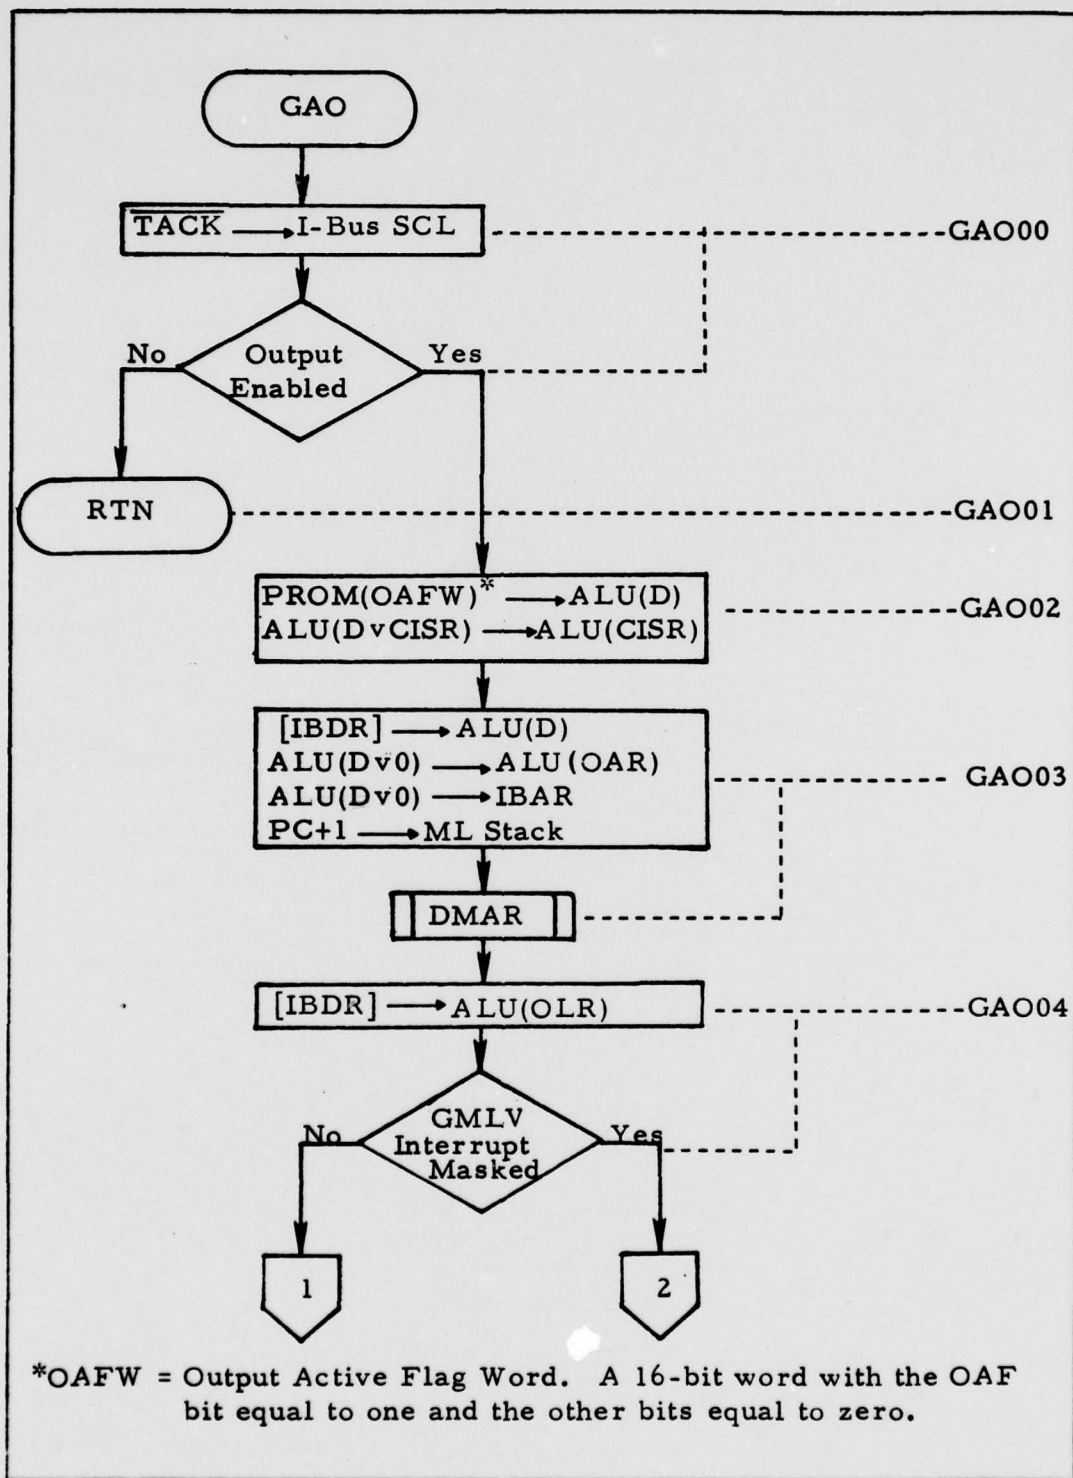 GAO
TACK → I-Bus SCL
GAO00
Output Enabled
No
Yes
RTN
GAO01
PROM(OAFW)* → ALU(D)
ALU(DvCISR) → ALU(CISR)
GAO02
[IBDR] → ALU(D)
ALU(Dv0) → ALU(OAR)
ALU(Dv0) → IBAR
PC+1 → ML Stack
GAO03
DMAR
[IBDR] → ALU(OLR)
GAO04
GMLV
Interrupt
Masked
No
Yes
1
2
*OAFW = Output Active Flag Word. A 16-bit word with the OAF
bit equal to one and the other bits equal to zero.